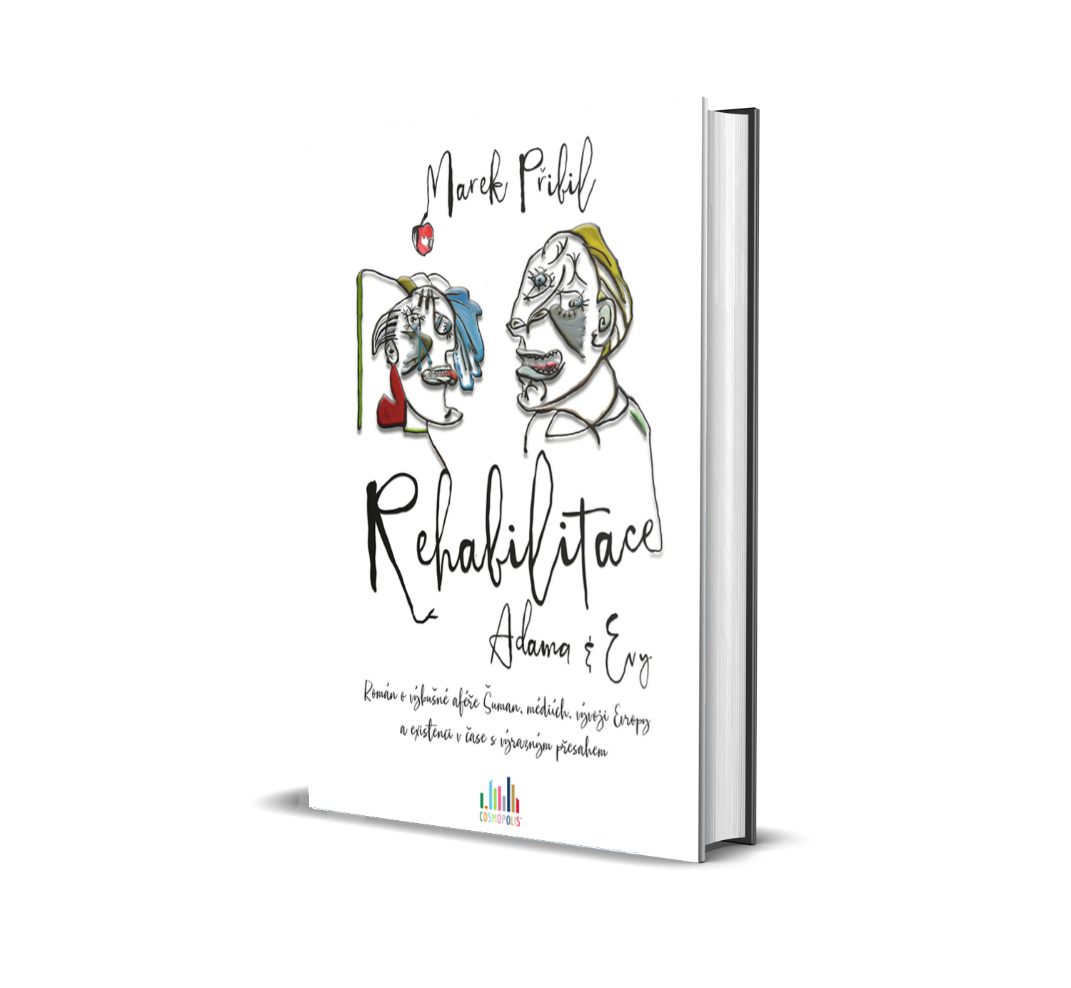 Marek Přibil
Rehabilitace
Adama & Evy
Román o výbušné aféře Šuman, médiích, vývoji Evropy
a existenci v čase s výrazným přesahem
COSMOPOLIS